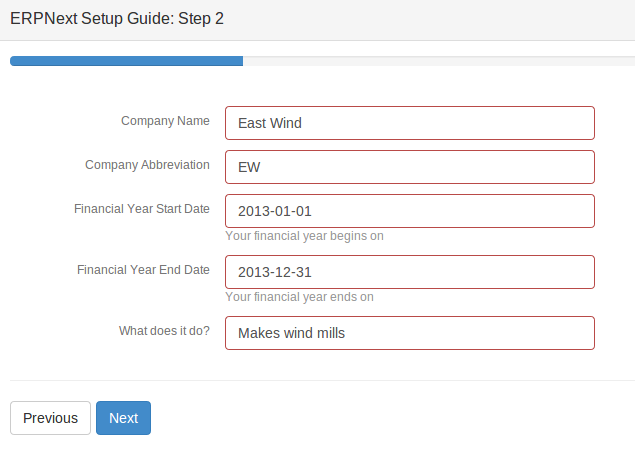 ERPNext Setup Guide: Step 2
Company Name East Wind
Company Abbreviation EW
Financial Year Start Date 2013-01-01
Your financial year begins on
Financial Year End Date 2013-12-31
Your financial year ends on
What does it do? Makes wind mills
Previous Next